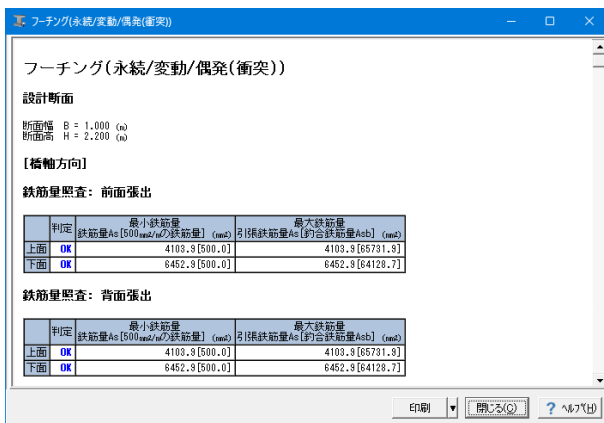 フーチング(永続/変動/偶発(衝突))
フーチング(永続/変動/偶発(衝突))
設計断面
断面幅 B = 1.000 (m)
断面高 H = 2.200 (m)
[橋軸方向]
鉄筋量照査: 前面張出
判定 最小鉄筋量 鉄筋量As[500mm2/mの鉄筋量] (mm2) 最大鉄筋量 引張鉄筋量As[釣合鉄筋量Asb] (mm2)
上面 OK 4103.9[500.0] 4103.9[65731.9]
下面 OK 6452.9[500.0] 6452.9[64128.7]
鉄筋量照査: 背面張出
判定 最小鉄筋量 鉄筋量As[500mm2/mの鉄筋量] (mm2) 最大鉄筋量 引張鉄筋量As[釣合鉄筋量Asb] (mm2)
上面 OK 4103.9[500.0] 4103.9[65731.9]
下面 OK 6452.9[500.0] 6452.9[64128.7]
印刷 閉じる(C) ? ヘルプ(H)